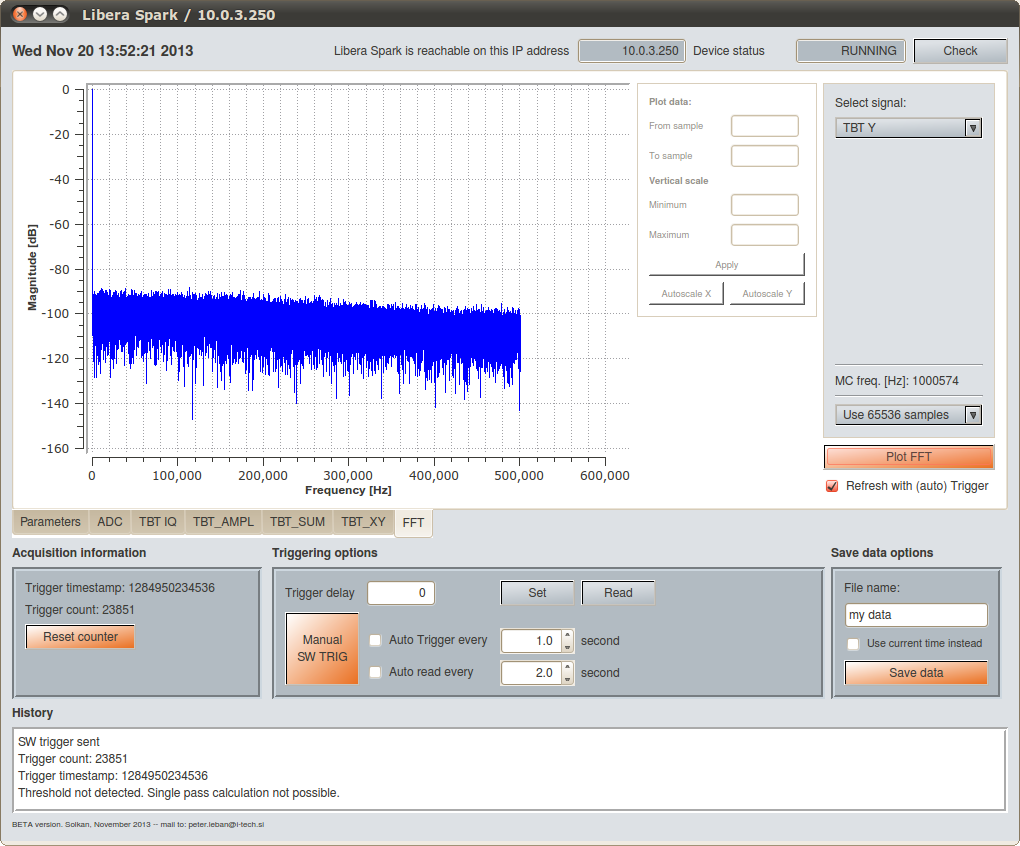 Libera Spark / 10.0.3.250
Wed Nov 20 13:52:21 2013
Libera Spark is reachable on this IP address
10.0.3.250
Device status
RUNNING
Check
0
-20
-40
-60
-80
-100
-120
-140
-160
Magnitude [dB]
0
100,000
200,000
300,000
400,000
500,000
600,000
Frequency [Hz]
Plot data:
From sample
To sample
Vertical scale
Minimum
Maximum
Apply
Autoscale X
Autoscale Y
Select signal:
TBT Y
MC freq. [Hz]: 1000574
Use 65536 samples
Plot FFT
Refresh with (auto) Trigger
Parameters
ADC
TBT IQ
TBT_AMPL
TBT_SUM
TBT_XY
FFT
Acquisition information
Trigger timestamp: 1284950234536
Trigger count: 23851
Reset counter
Triggering options
Trigger delay
0
Set
Read
Manual
SW TRIG
Auto Trigger every
1.0
second
Auto read every
2.0
second
Save data options
File name:
my data
Use current time instead
Save data
History
SW trigger sent
Trigger count: 23851
Trigger timestamp: 1284950234536
Threshold not detected. Single pass calculation not possible.
BETA version. Solkan, November 2013 -- mail to: peter.leban@i-tech.si